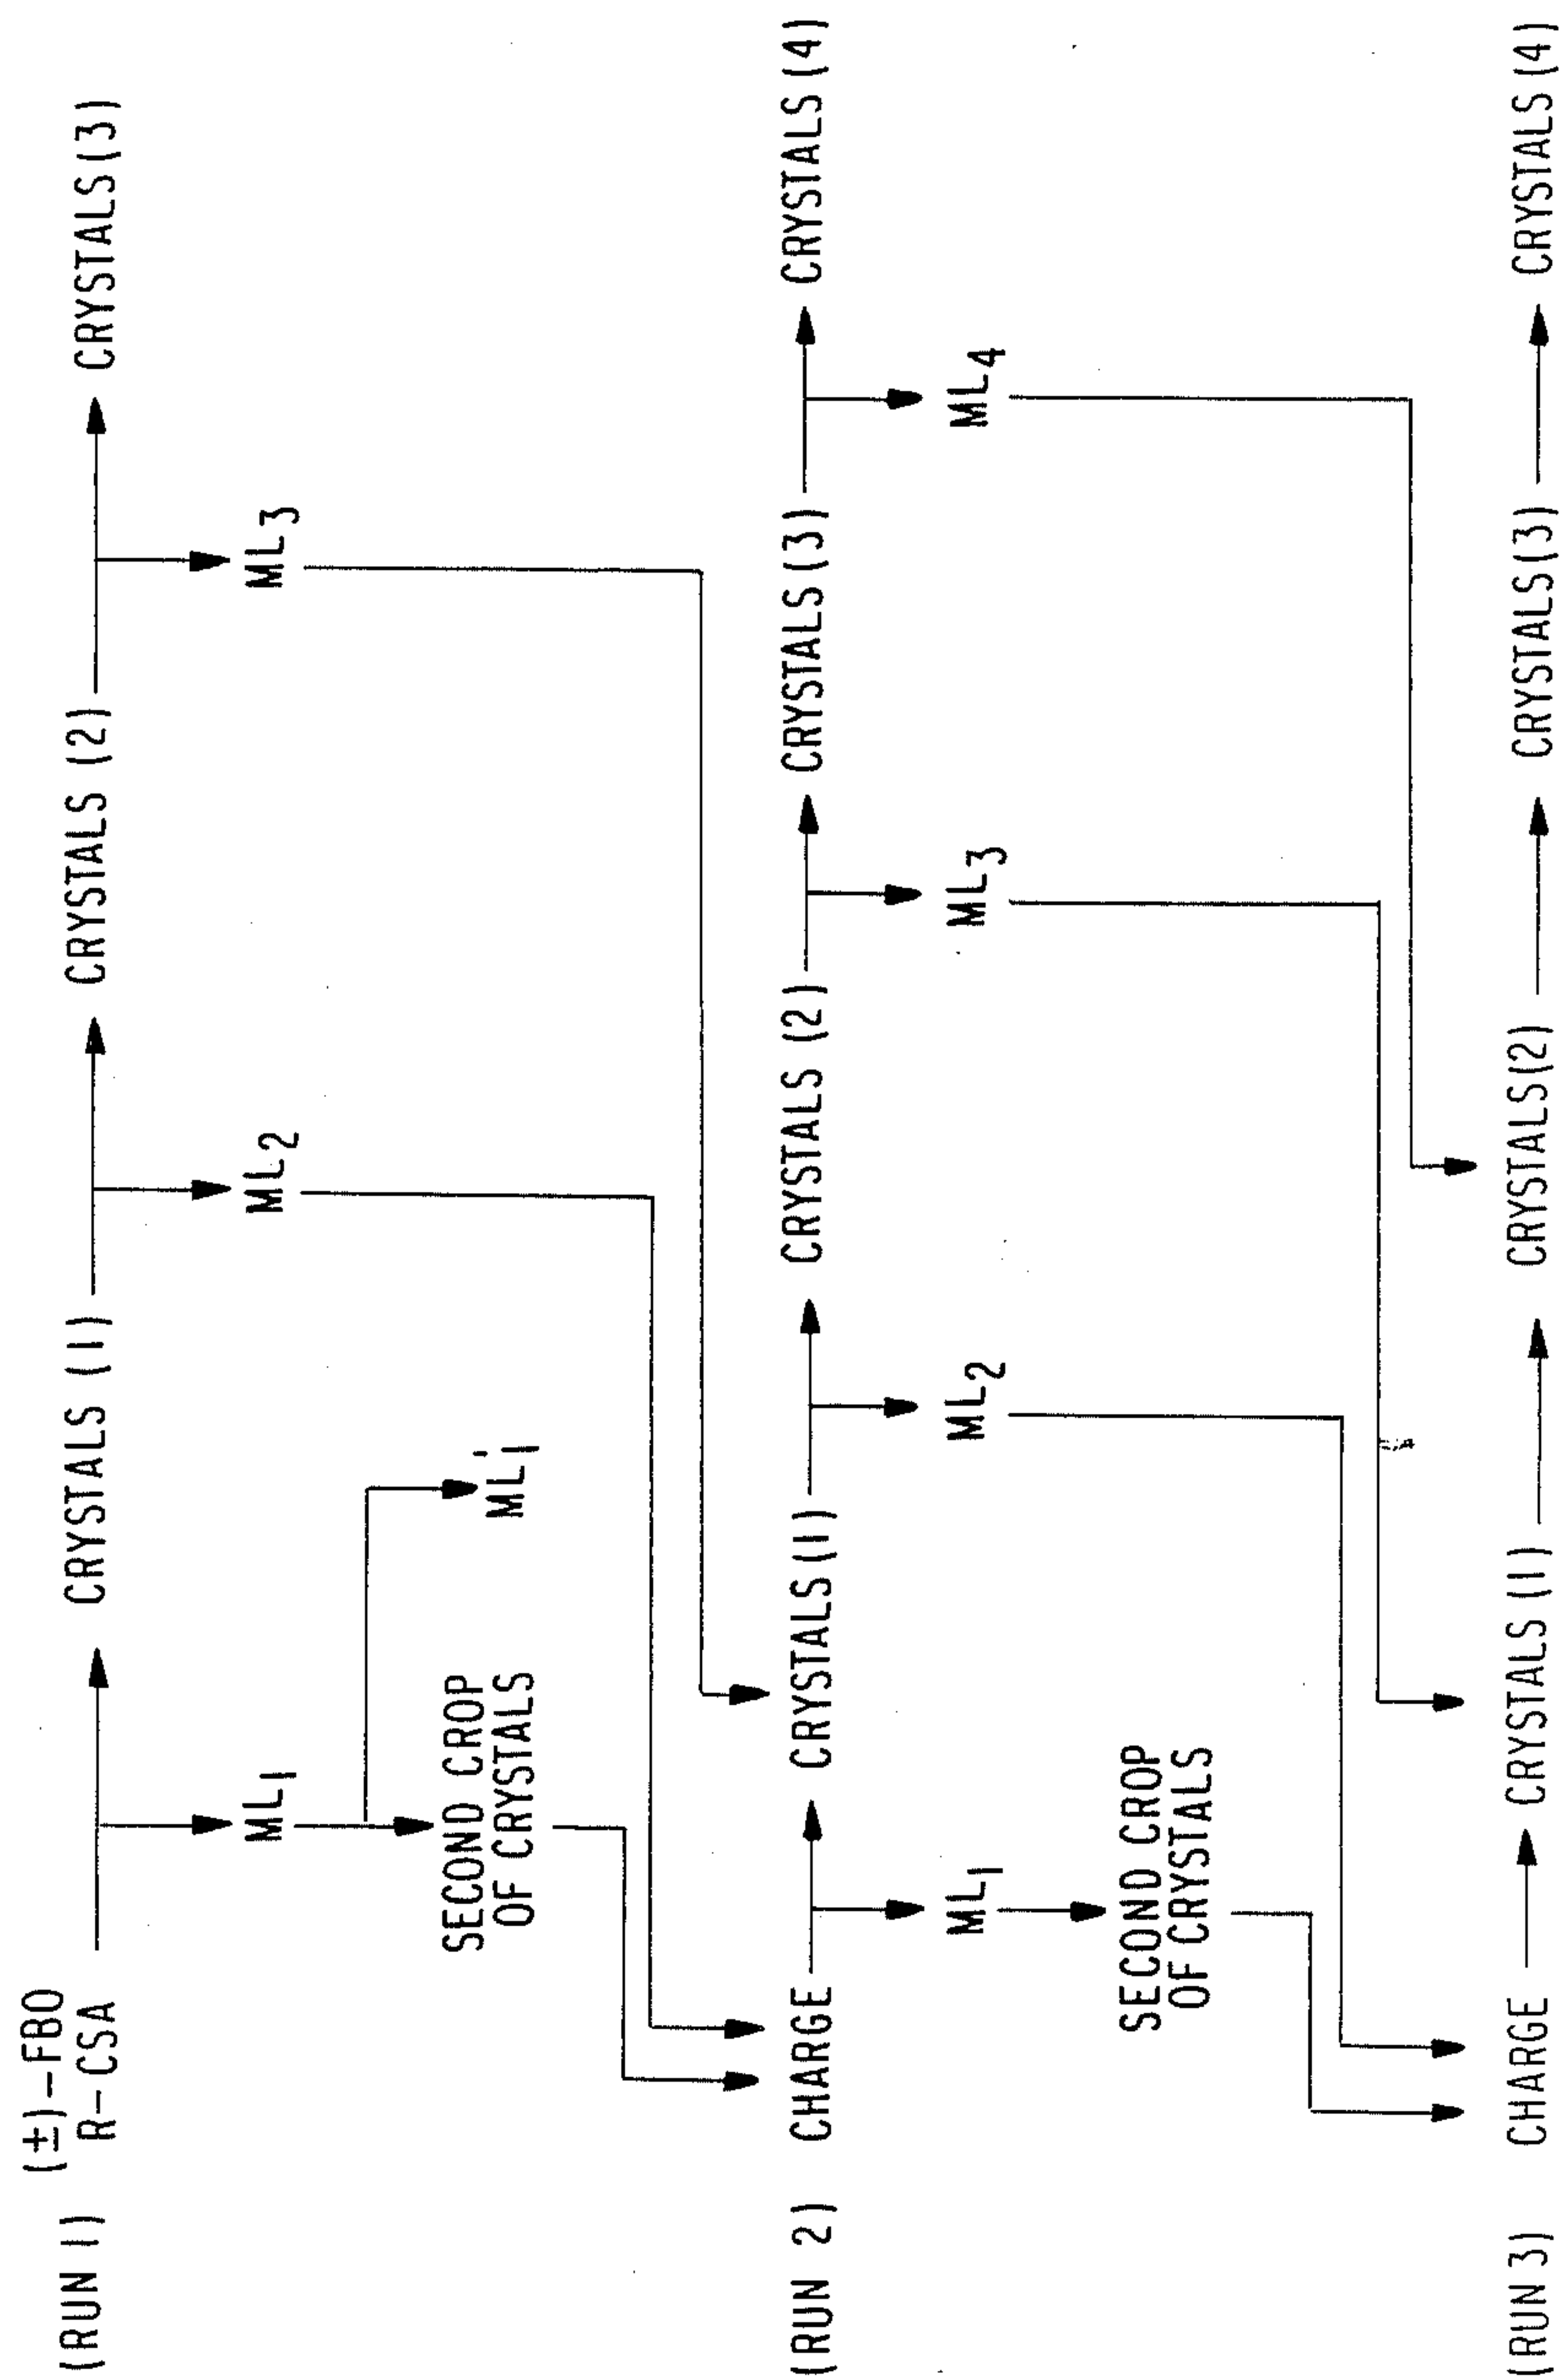 (RUN 1)
(±)-FBO
R-CSA
CRYSTALS (1)
CRYSTALS (2)
CRYSTALS (3)
ML1
ML2
ML3
ML1'
SECOND CROP
OF CRYSTALS
(RUN 2)
CHARGE
CRYSTALS (1)
CRYSTALS (2)
CRYSTALS (3)
CRYSTALS (4)
ML1
ML2
ML3
ML4
SECOND CROP
OF CRYSTALS
(RUN 3)
CHARGE
CRYSTALS (1)
CRYSTALS (2)
CRYSTALS (3)
CRYSTALS (4)